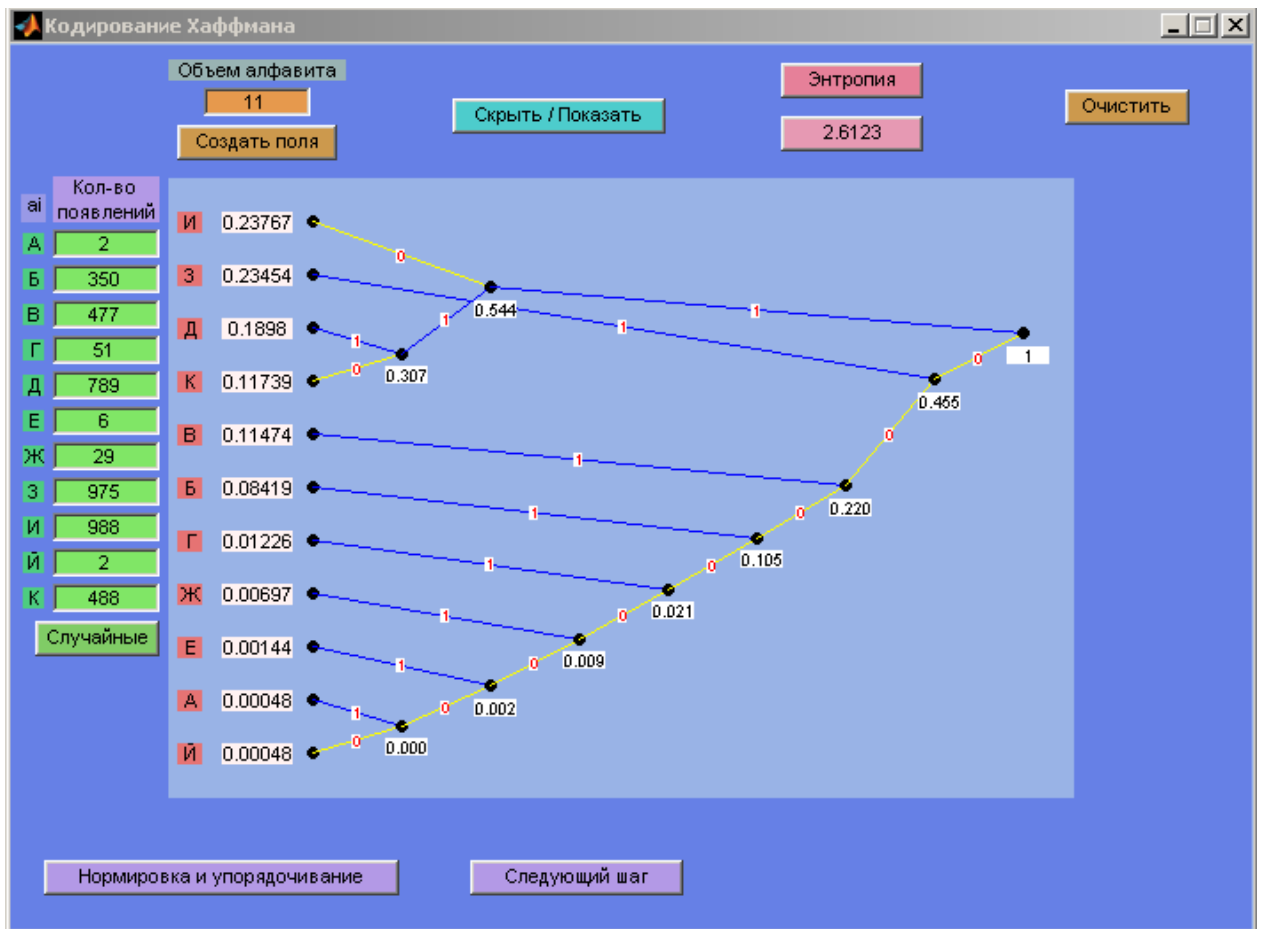 Кодирование Хаффмана
Объем алфавита
11
Создать поля
Скрыть / Показать
Энтропия
2.6123
Очистить
ai
Кол-во
появлений
А 2
Б 350
В 477
Г 51
Д 789
Е 6
Ж 29
З 975
И 988
Й 2
К 488
Случайные
И 0.23767
З 0.23454
Д 0.1898
К 0.11739
В 0.11474
Б 0.08419
Г 0.01226
Ж 0.00697
Е 0.00144
А 0.00048
Й 0.00048
0
1
0.544
1
1
1
0
0.307
0
1
0.455
0
1
0.220
1
0
0.105
1
0
0.021
1
0
0.009
1
0
0.002
1
0
0
0.000
Нормировка и упорядочивание
Следующий шаг